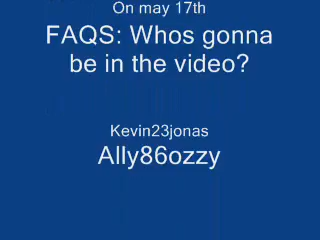 On may 17th
FAQS: Whos gonna
be in the video?
Kevin23jonas
Ally86ozzy